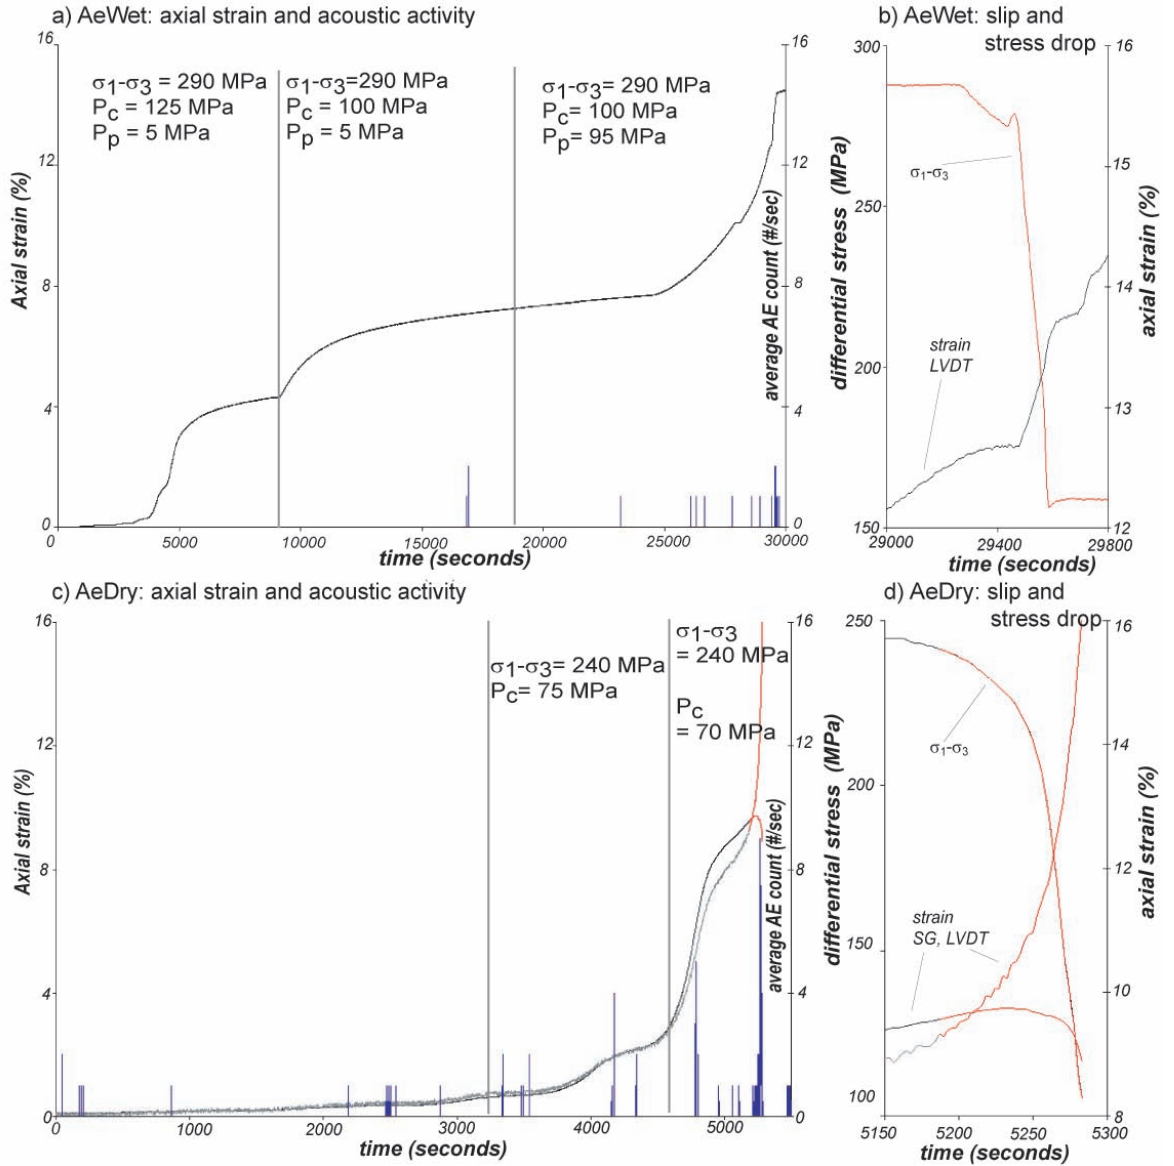 a) AeWet: axial strain and acoustic activity
16
12
8
4
0
Axial strain (%)
σ1-σ3 = 290 MPa
Pc = 125 MPa
Pp = 5 MPa
σ1-σ3=290 MPa
Pc = 100 MPa
Pp = 5 MPa
σ1-σ3 = 290 MPa
Pc= 100 MPa
Pp= 95 MPa
16
12
8
4
0
average AE count (#/sec)
0
5000
10000
15000
20000
25000
30000
time (seconds)
b) AeWet: slip and
stress drop
300
250
200
150
differential stress (MPa)
σ1-σ3
strain
LVDT
16
15
14
13
12
axial strain (%)
29000
29400
29800
time (seconds)
c) AeDry: axial strain and acoustic activity
16
12
8
4
0
Axial strain (%)
σ1-σ3= 240 MPa
Pc= 75 MPa
σ1-σ3
= 240 MPa
Pc
= 70 MPa
16
12
8
4
0
average AE count (#/sec)
0
1000
2000
3000
4000
5000
time (seconds)
d) AeDry: slip and
stress drop
250
200
150
100
differential stress (MPa)
σ1-σ3
strain
SG, LVDT
16
14
12
10
8
axial strain (%)
5150
5200
5250
5300
time (seconds)